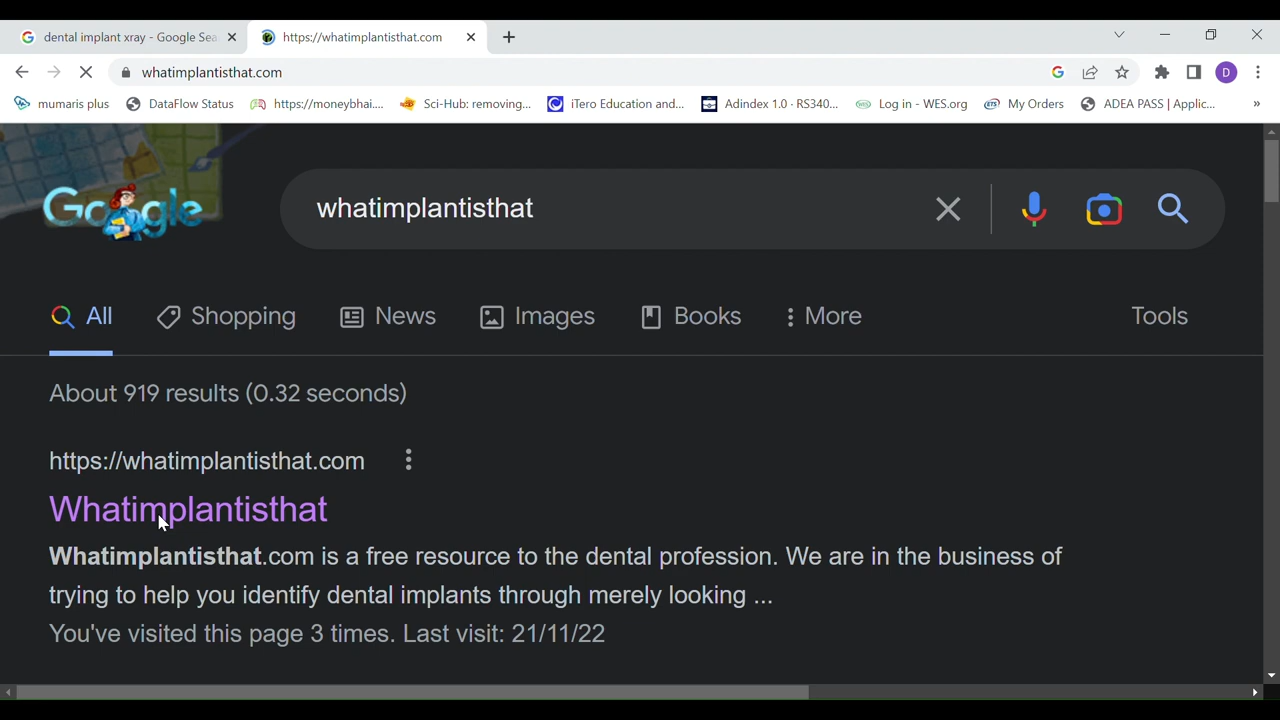 dental implant xray - Google Sea
https://whatimplantisthat.com
whatimplantisthat.com
D
mumaris plus
DataFlow Status
https://moneybhai....
Sci-Hub: removing...
iTero Education and...
Adindex 1.0 - RS340...
Log in - WES.org
My Orders
ADEA PASS | Applic...
»
Google
whatimplantisthat
All
Shopping
News
Images
Books
More
Tools
About 919 results (0.32 seconds)
https://whatimplantisthat.com
Whatimplantisthat
Whatimplantisthat.com is a free resource to the dental profession. We are in the business of
trying to help you identify dental implants through merely looking ...
You've visited this page 3 times. Last visit: 21/11/22